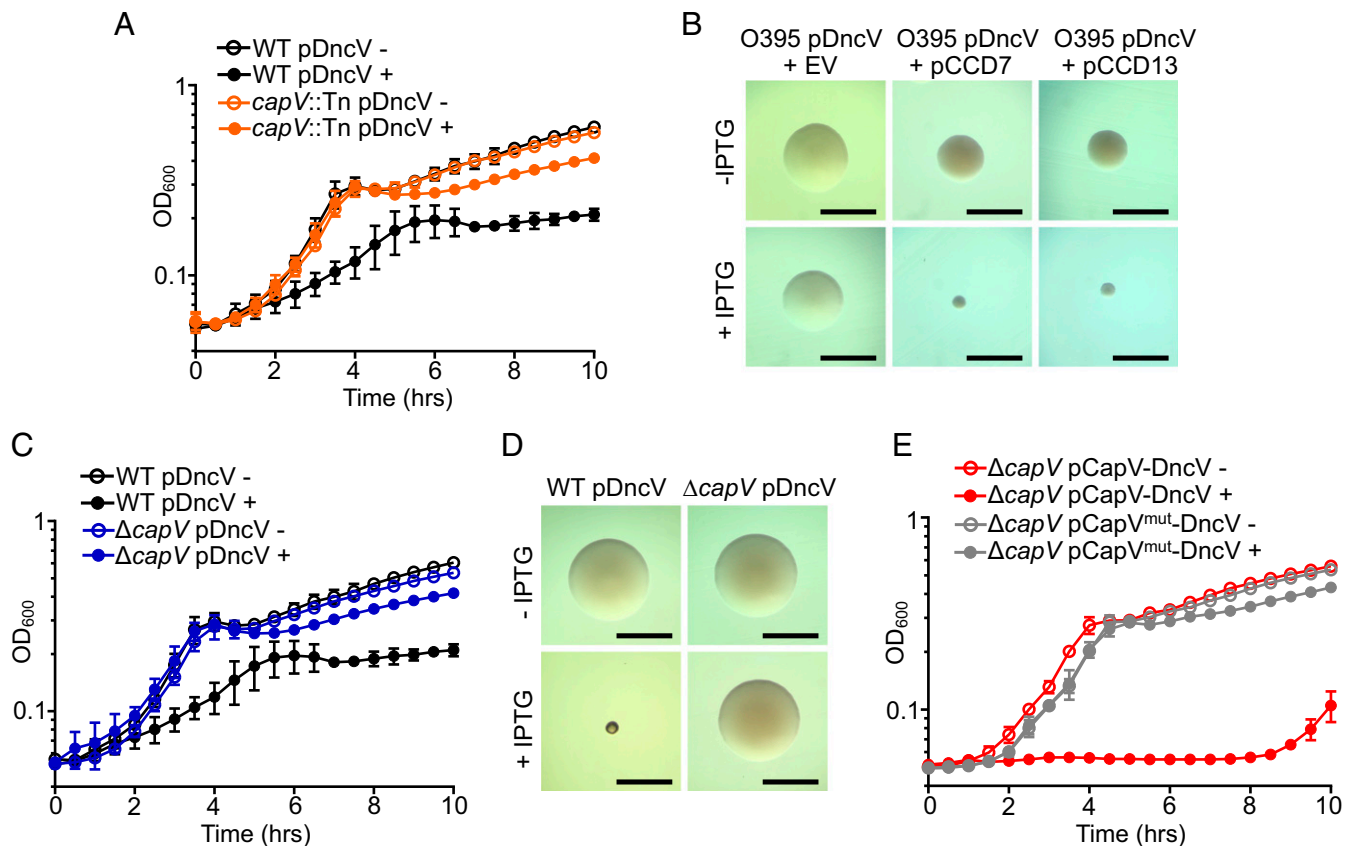 A
WT pDncV -
WT pDncV +
capV::Tn pDncV -
capV::Tn pDncV +
1
0.1
OD600
0 2 4 6 8 10
Time (hrs)
B
O395 pDncV + EV
O395 pDncV + pCCD7
O395 pDncV + pCCD13
-IPTG
+ IPTG
C
WT pDncV -
WT pDncV +
ΔcapV pDncV -
ΔcapV pDncV +
1
0.1
OD600
0 2 4 6 8 10
Time (hrs)
D
WT pDncV ΔcapV pDncV
- IPTG
+ IPTG
E
ΔcapV pCapV-DncV -
ΔcapV pCapV-DncV +
ΔcapV pCapVmut-DncV -
ΔcapV pCapVmut-DncV +
1
0.1
OD600
0 2 4 6 8 10
Time (hrs)